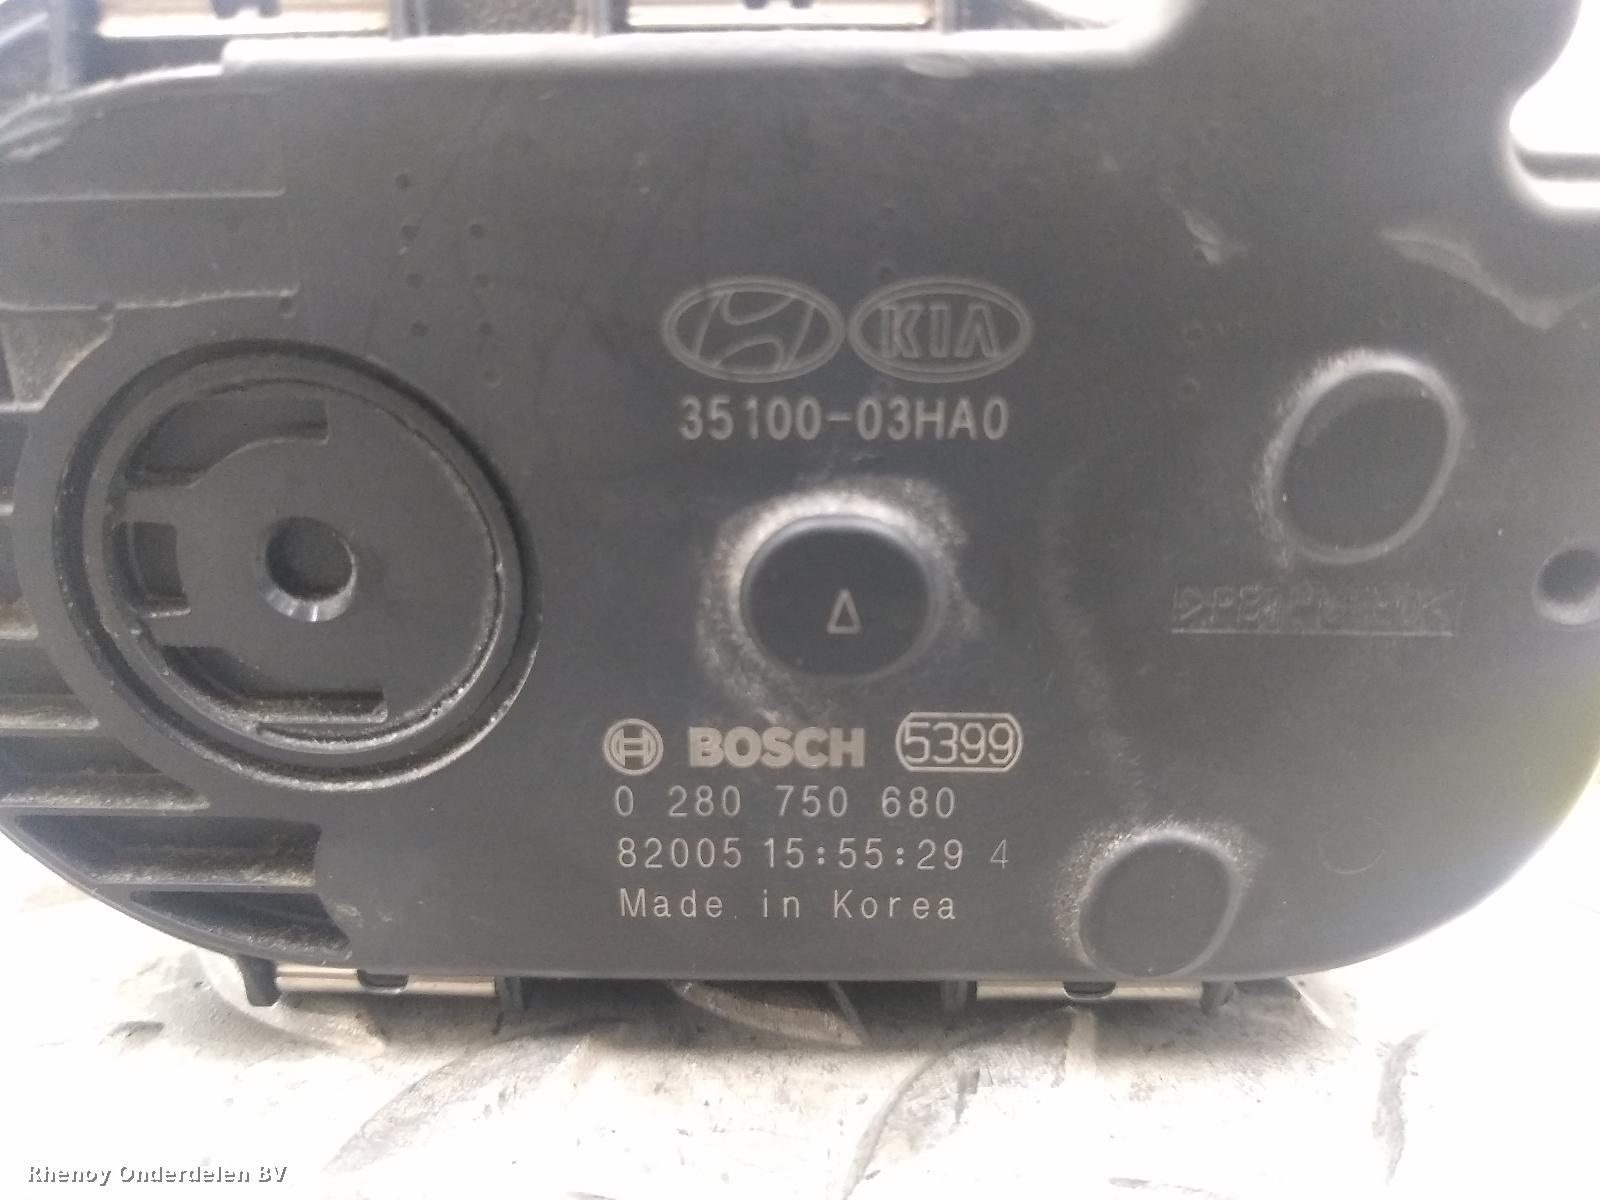 KIA
35100-03HA0
Δ
BOSCH 5399
0 280 750 680
82005 15:55:29 4
Made in Korea
Rhenoy Onderdelen BV